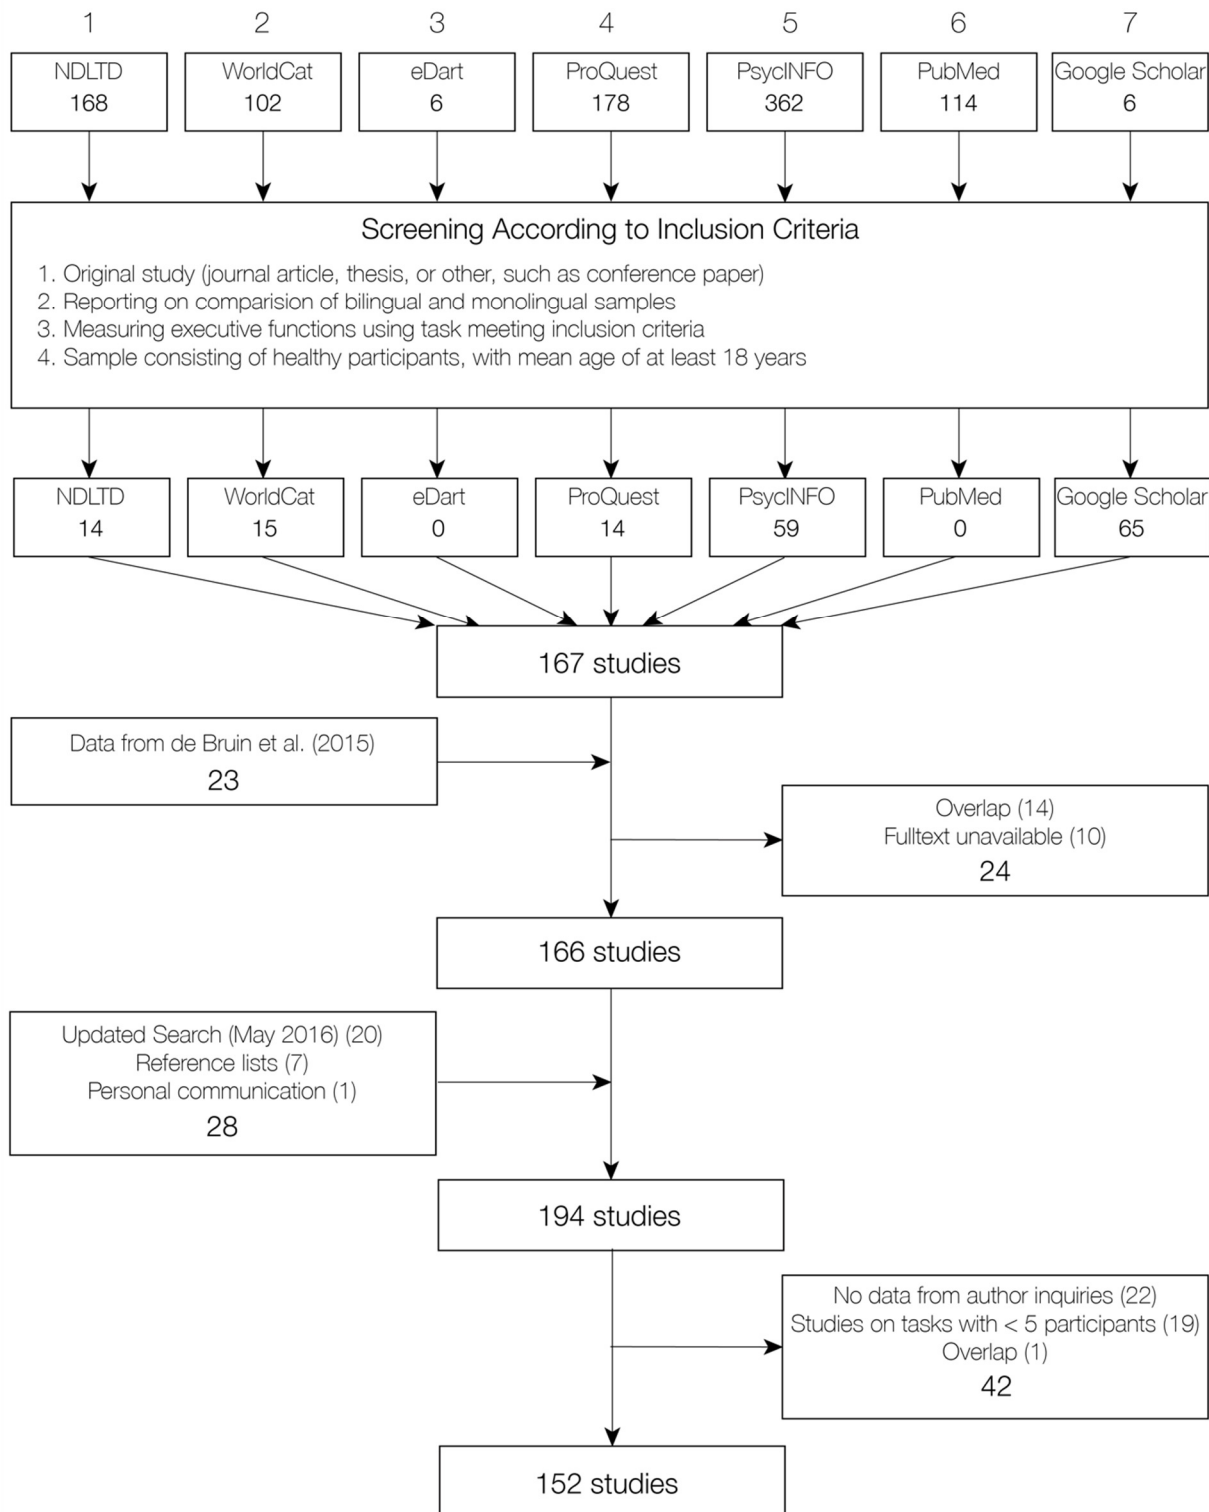 1 2 3 4 5 6 7
NDLTD WorldCat eDart ProQuest PsycINFO PubMed Google Scholar
168 102 6 178 362 114 6
Screening According to Inclusion Criteria
1. Original study (journal article, thesis, or other, such as conference paper)
2. Reporting on comparision of bilingual and monolingual samples
3. Measuring executive functions using task meeting inclusion criteria
4. Sample consisting of healthy participants, with mean age of at least 18 years
NDLTD WorldCat eDart ProQuest PsycINFO PubMed Google Scholar
14 15 0 14 59 0 65
167 studies
Data from de Bruin et al. (2015)
23
Overlap (14)
Fulltext unavailable (10)
24
166 studies
Updated Search (May 2016) (20)
Reference lists (7)
Personal communication (1)
28
194 studies
No data from author inquiries (22)
Studies on tasks with < 5 participants (19)
Overlap (1)
42
152 studies